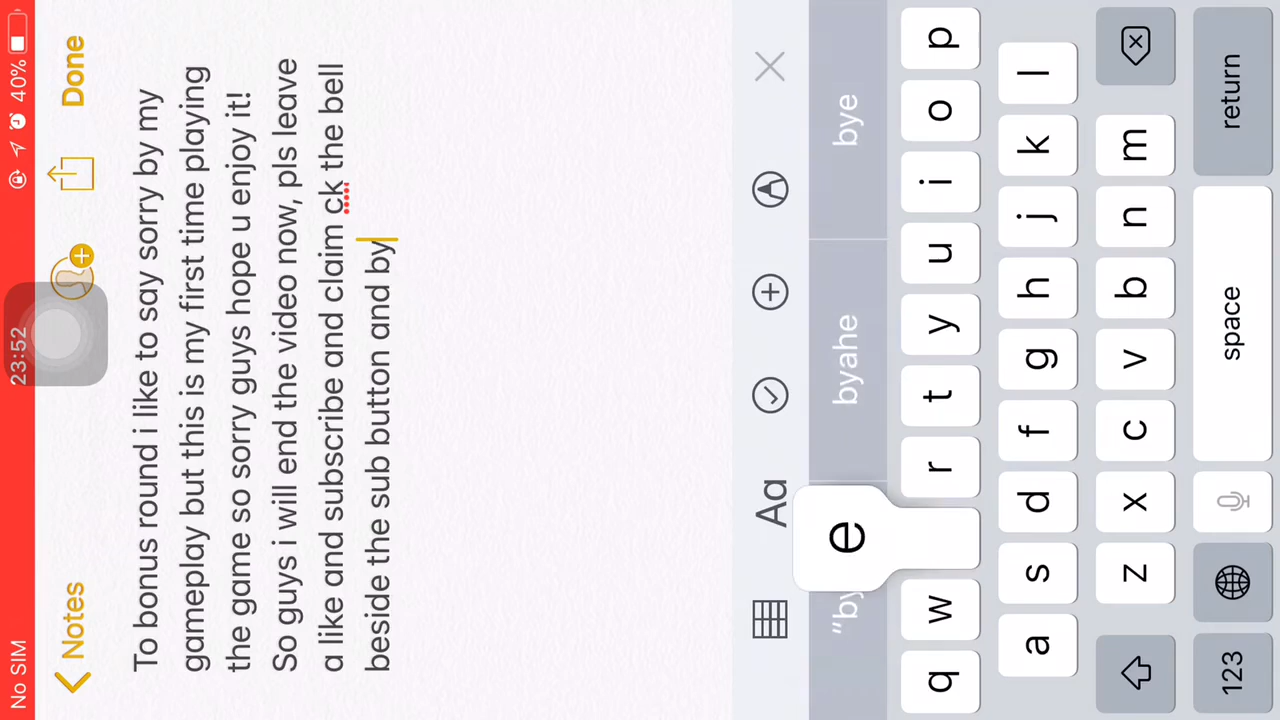 No SIM 23:52 40%
Notes Done
To bonus round i like to say sorry by my
gameplay but this is my first time playing
the game so sorry guys hope u enjoy it!
So guys i will end the video now, pls leave
a like and subscribe and claim ck the bell
beside the sub button and by
Aa
"by byahe bye
q w e r t y u i o p
a s d f g h j k l
z x c v b n m
123 space return